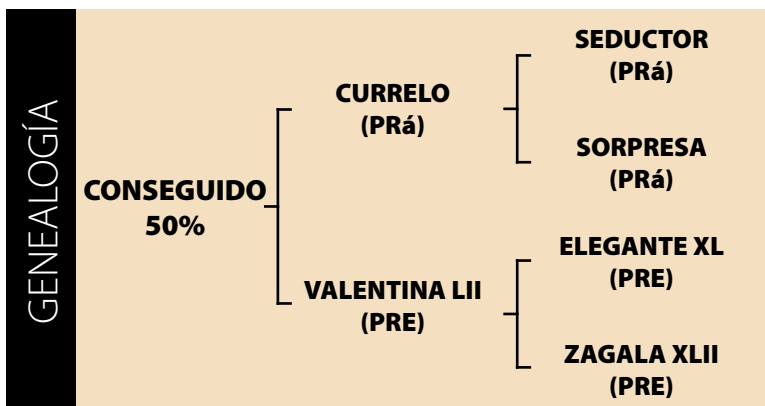 GENEALOGÍA
CONSEGUIDO
50%
CURRELO
(PRá)
VALENTINA LII
(PRE)
SEDUCTOR
(PRá)
SORPRESA
(PRá)
ELEGANTE XL
(PRE)
ZAGALA XLII
(PRE)